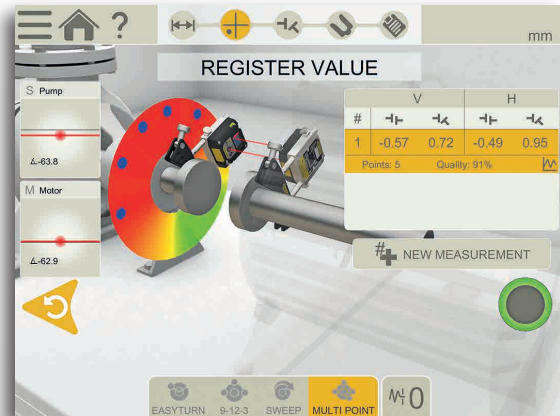 ?
mm
REGISTER VALUE
S Pump
∡-63.8
M Motor
∡-62.9
V H
#
1 -0.57 0.72 -0.49 0.95
Points: 5 Quality: 91%
# NEW MEASUREMENT
EASYTURN 9-12-3 SWEEP MULTI POINT
0